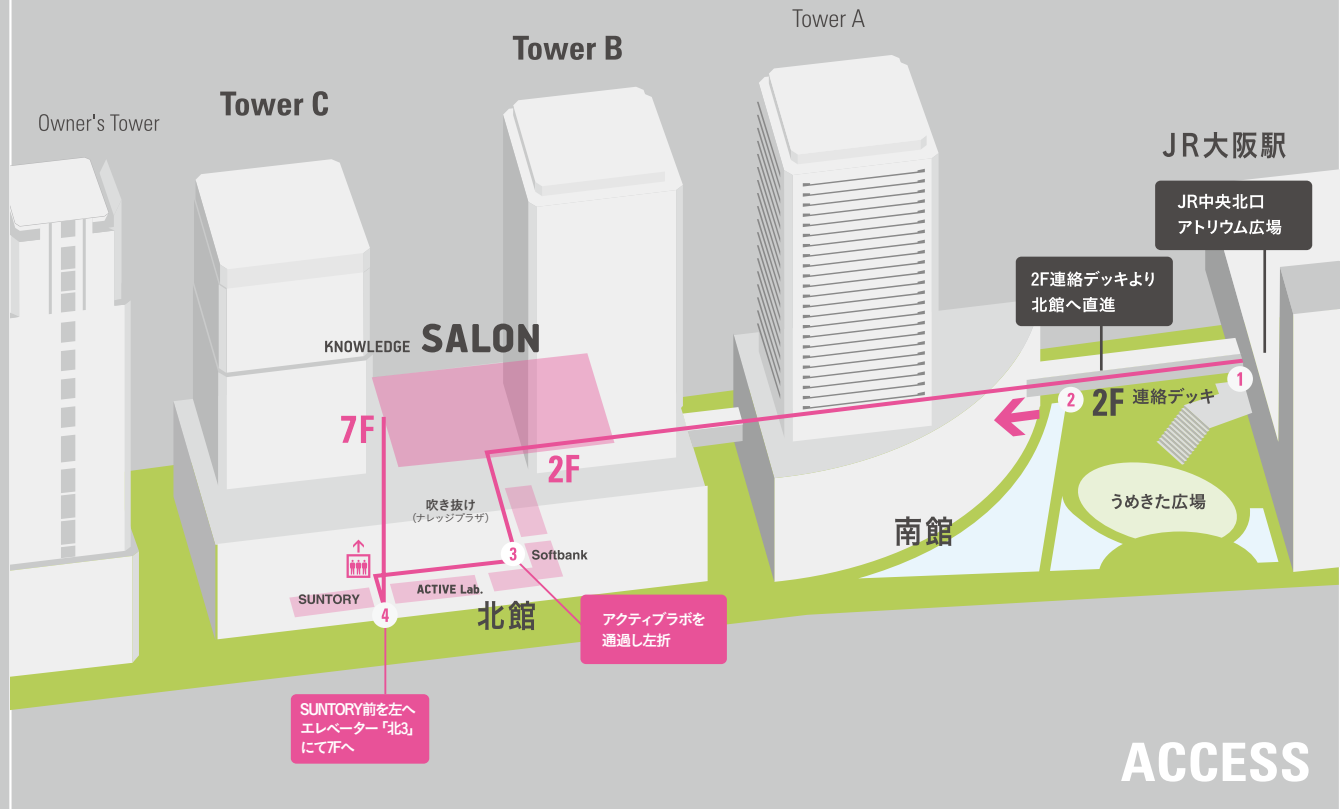 Tower A
Tower B
Tower C
Owner's Tower
JR大阪駅
JR中央北口
アトリウム広場
2F連絡デッキより
北館へ直進
KNOWLEDGE SALON
1
2
2F 連絡デッキ
7F
2F
吹き抜け
(ナレッジプラザ)
うめきた広場
南館
3
Softbank
ACTIVE Lab.
SUNTORY
4
北館
アクティブラボを
通過し左折
SUNTORY前を左へ
エレベーター「北3」
にて7Fへ
ACCESS